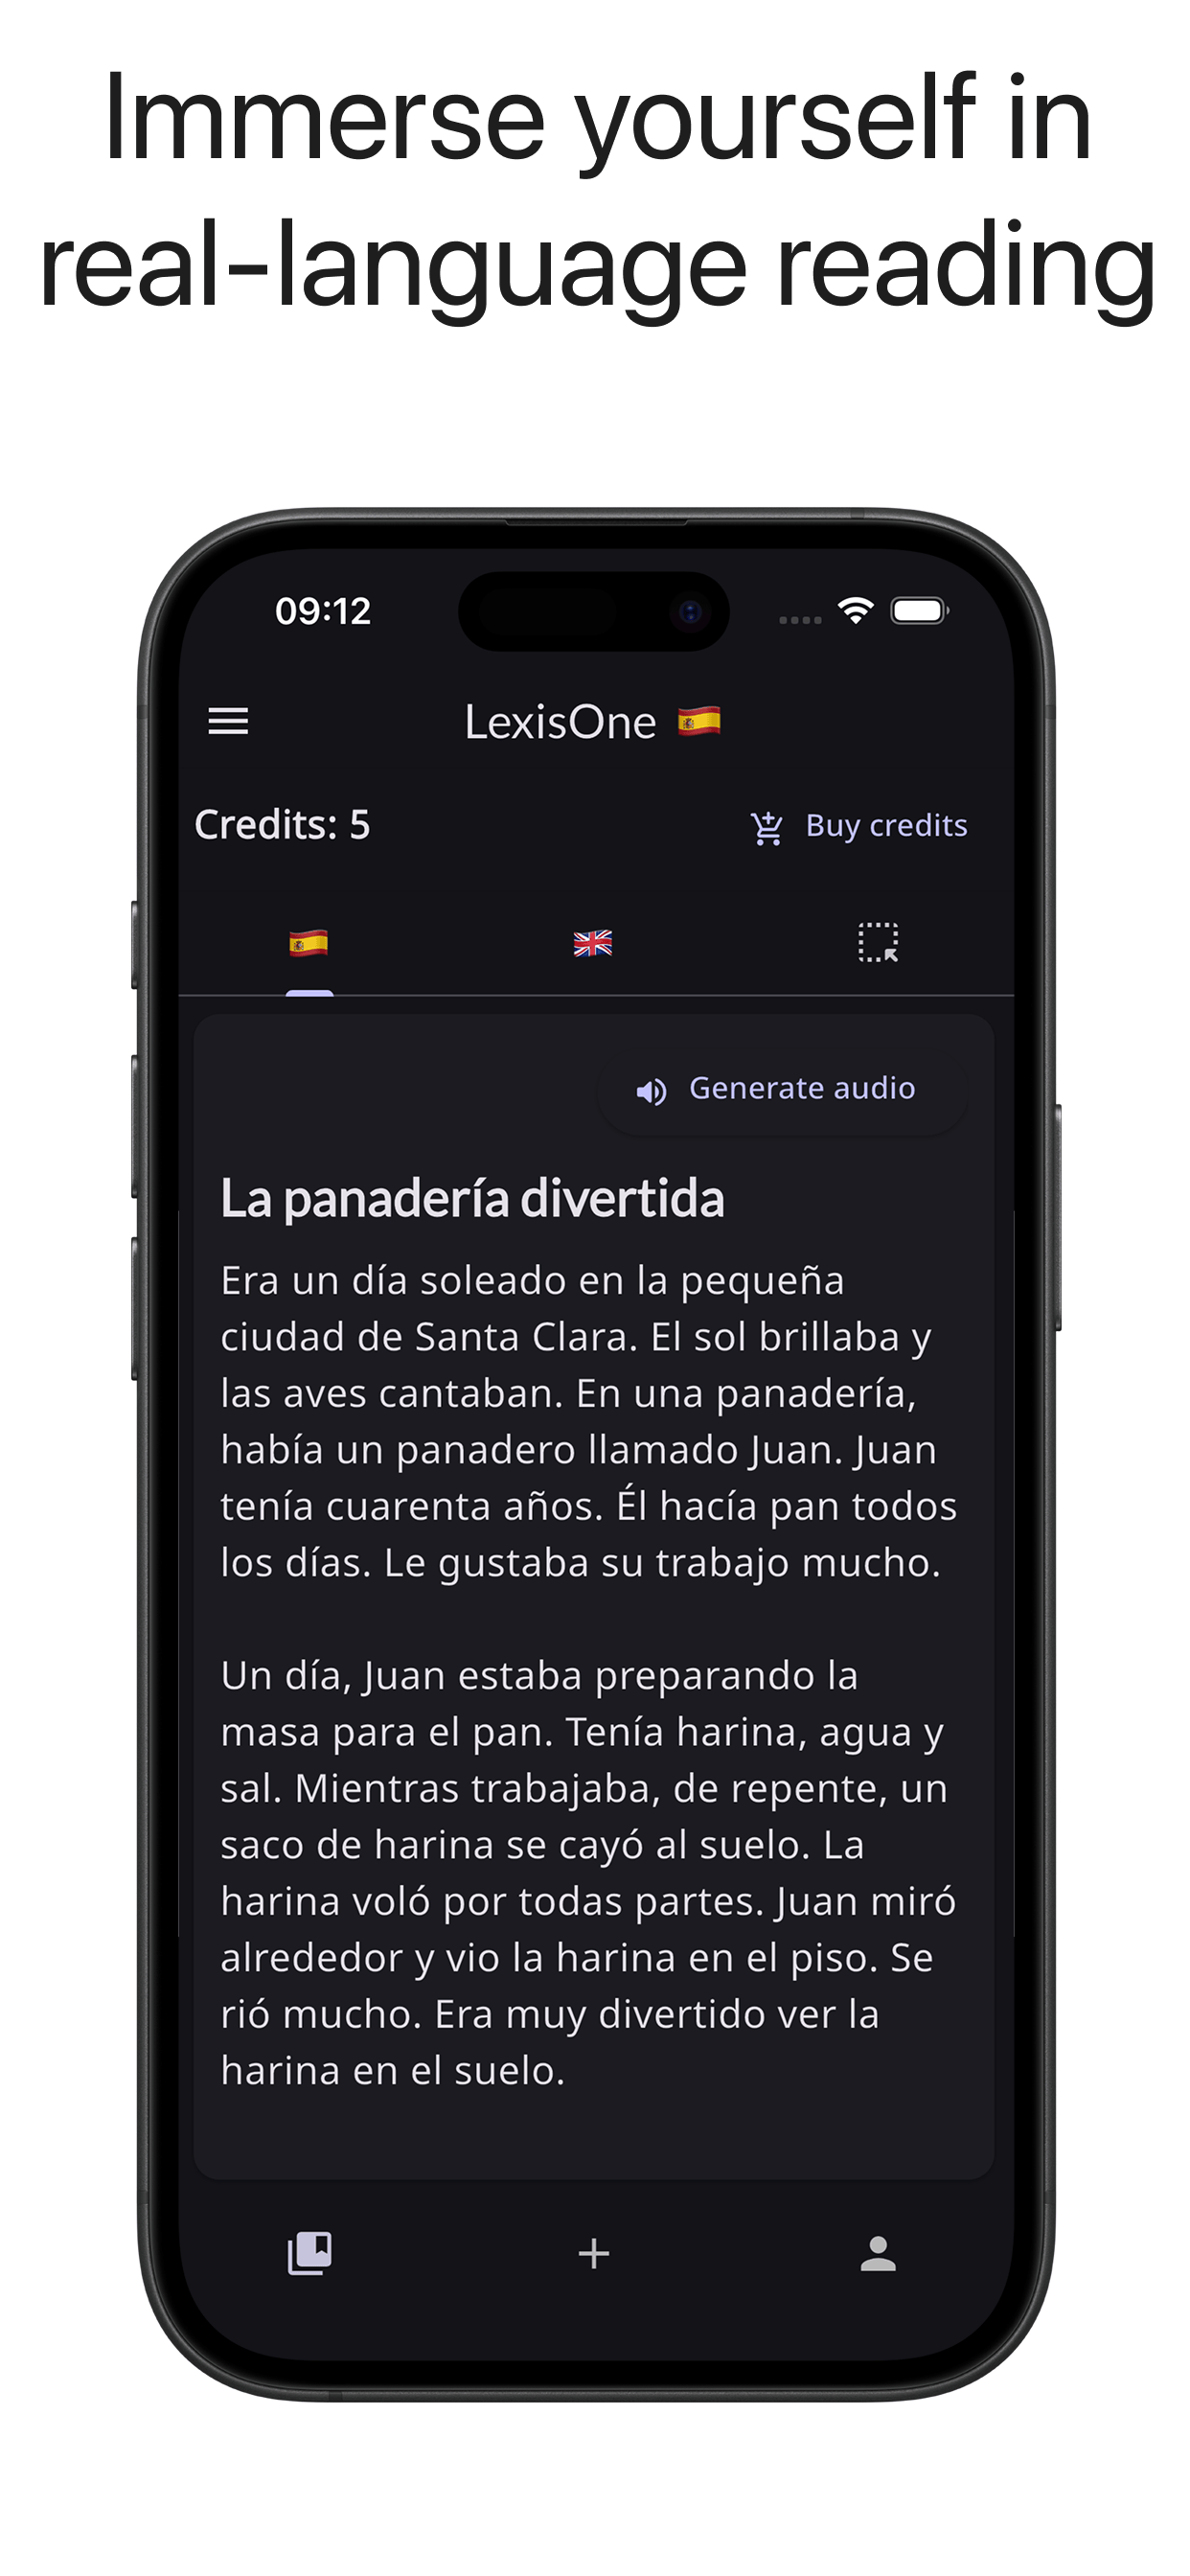 Immerse yourself in
real-language reading
09:12
LexisOne
Credits: 5
Buy credits
Generate audio
La panadería divertida
Era un día soleado en la pequeña
ciudad de Santa Clara. El sol brillaba y
las aves cantaban. En una panadería,
había un panadero llamado Juan. Juan
tenía cuarenta años. Él hacía pan todos
los días. Le gustaba su trabajo mucho.
Un día, Juan estaba preparando la
masa para el pan. Tenía harina, agua y
sal. Mientras trabajaba, de repente, un
saco de harina se cayó al suelo. La
harina voló por todas partes. Juan miró
alrededor y vio la harina en el piso. Se
rió mucho. Era muy divertido ver la
harina en el suelo.